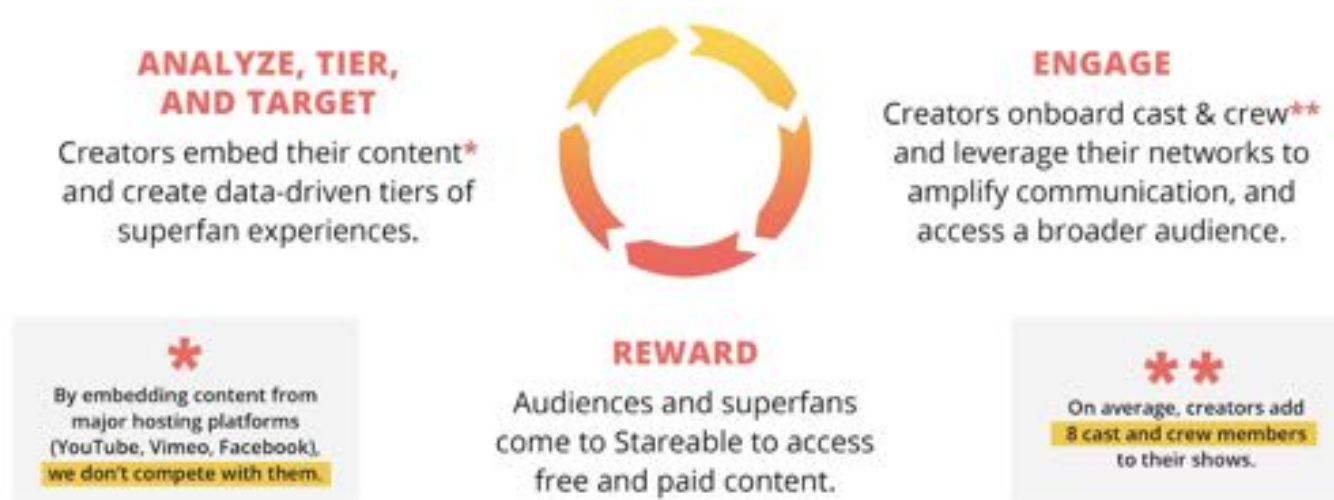 ANALYZE, TIER,
AND TARGET
Creators embed their content*
and create data-driven tiers of
superfan experiences.
ENGAGE
Creators onboard cast & crew**
and leverage their networks to
amplify communication, and
access a broader audience.
*
By embedding content from
major hosting platforms
(YouTube, Vimeo, Facebook),
we don't compete with them.
REWARD
Audiences and superfans
come to Stareable to access
free and paid content.
**
On average, creators add
8 cast and crew members
to their shows.